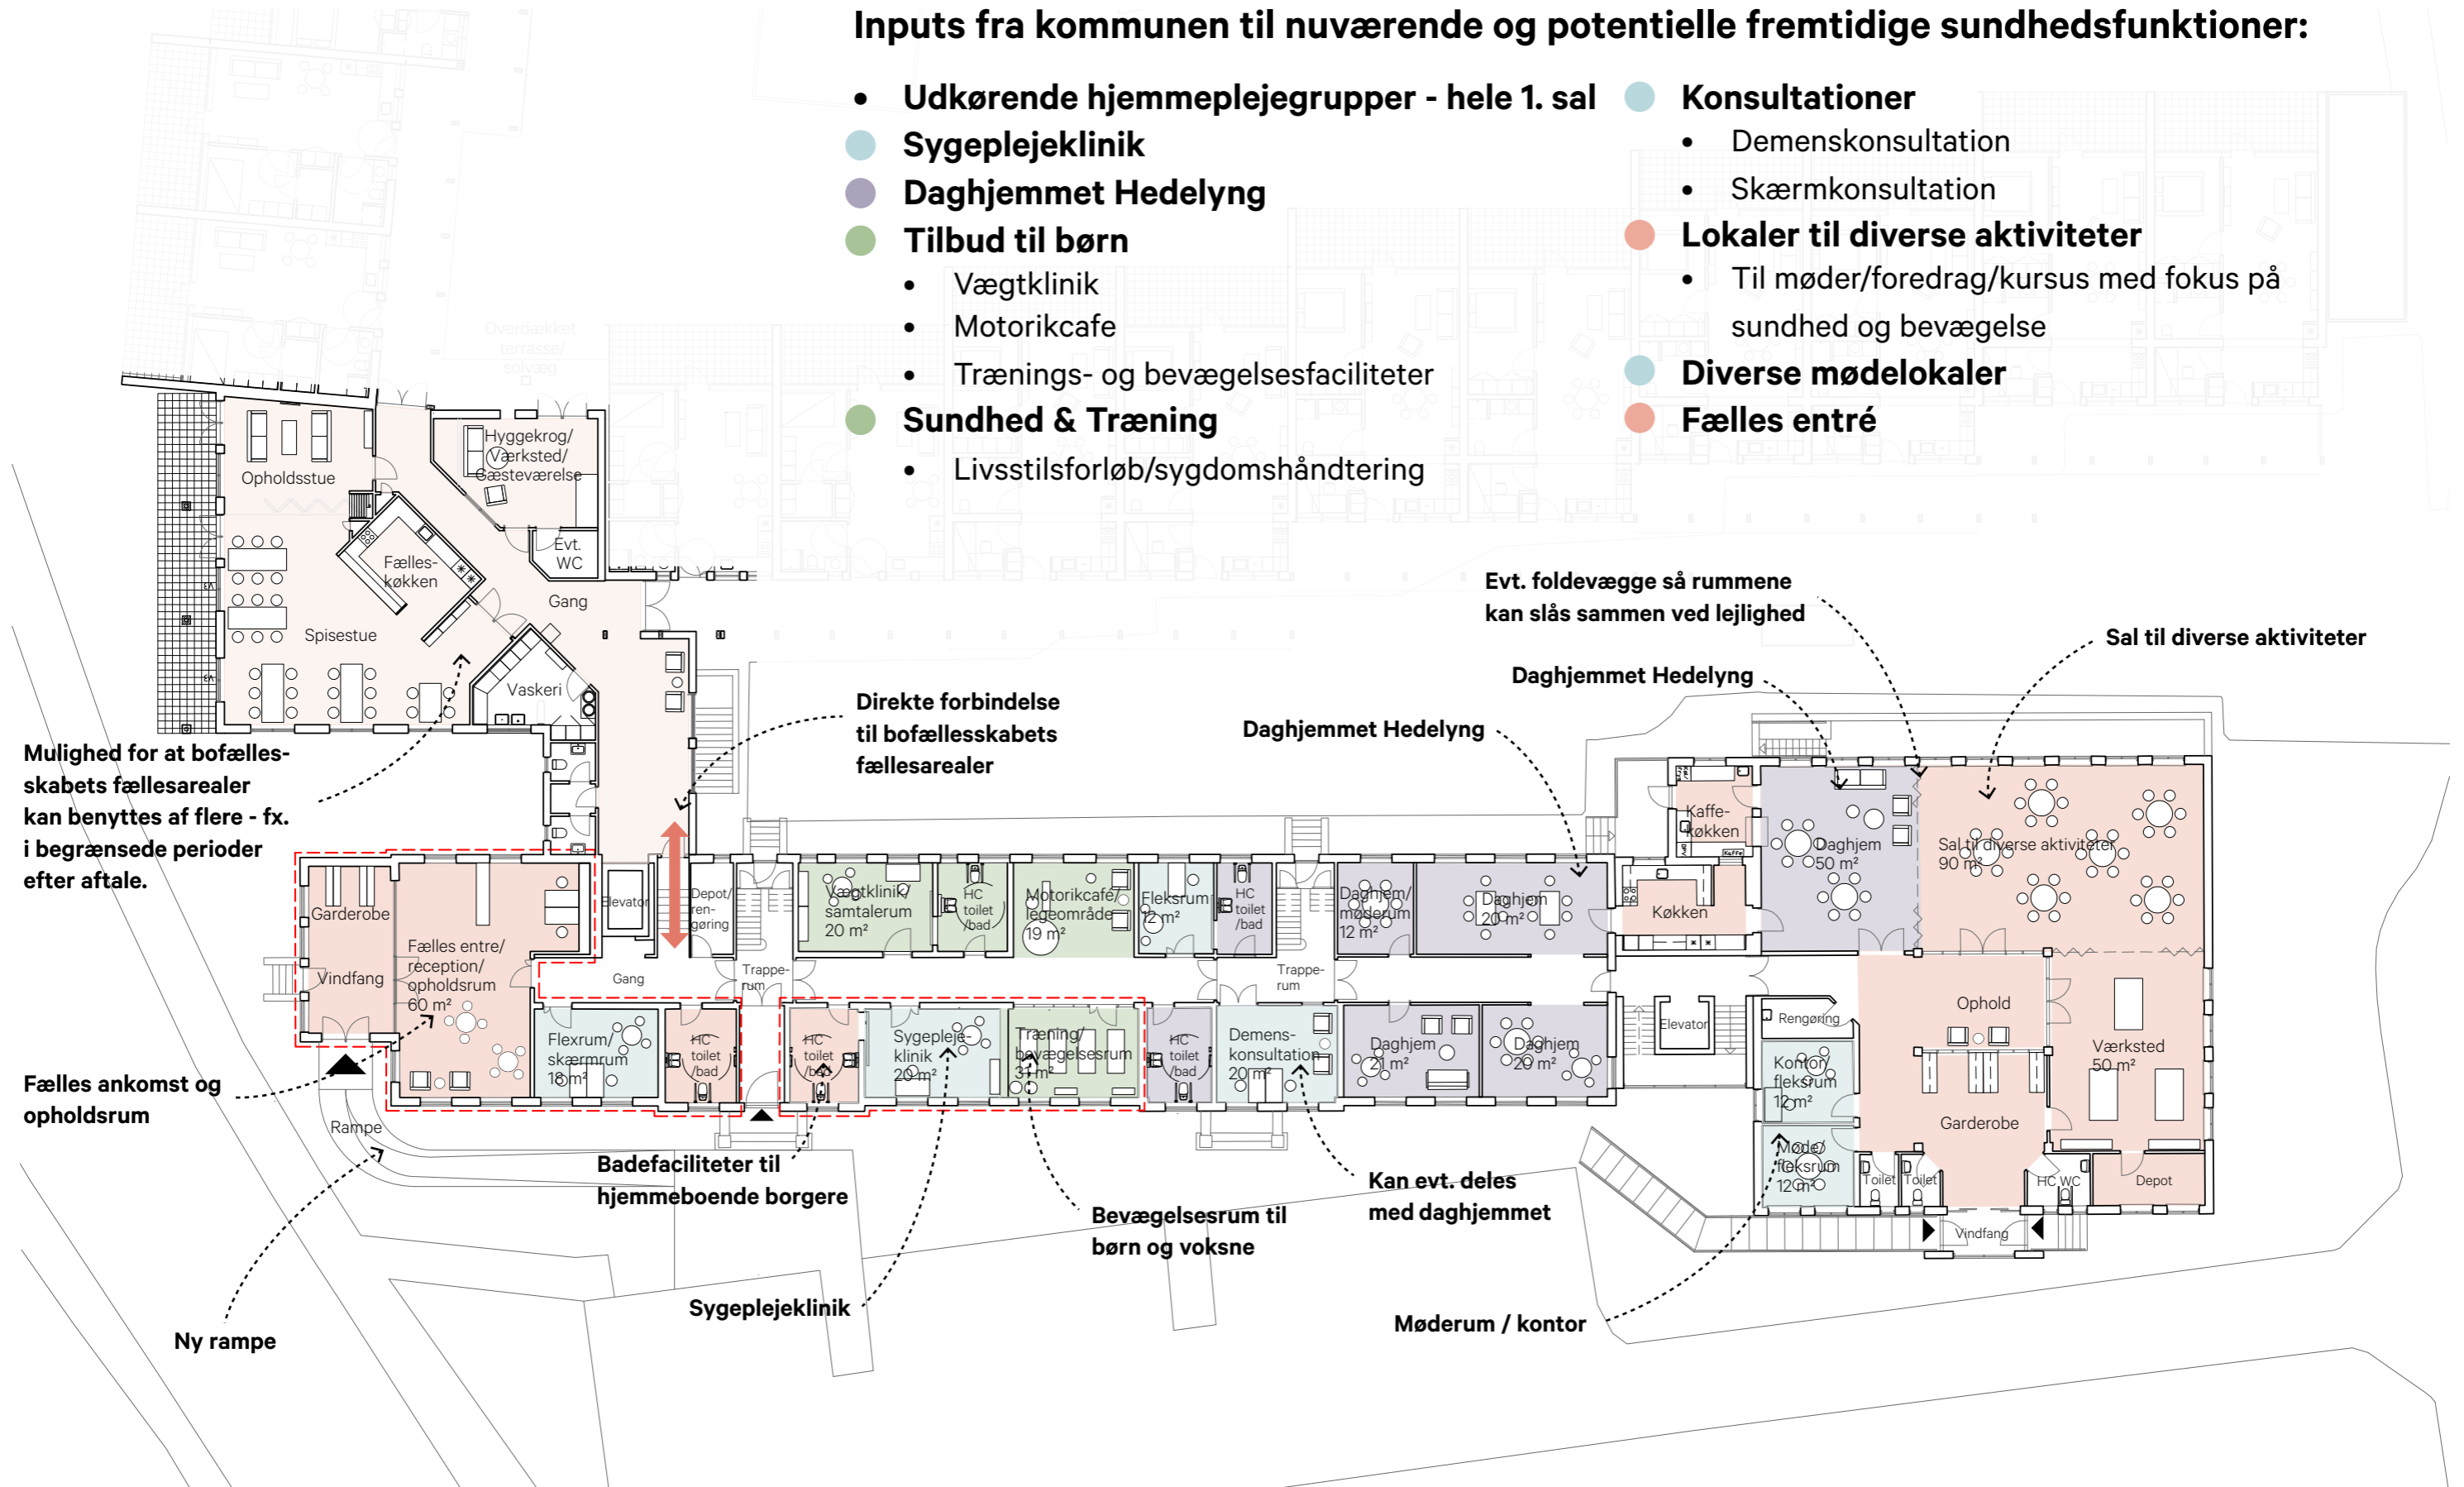 Inputs fra kommunen til nuværende og potentielle fremtidige sundhedsfunktioner:
• Udkørende hjemmeplejegrupper - hele 1. sal
Sygeplejeklinik
Daghjemmet Hedelyng
Tilbud til børn
• Vægtklinik
• Motorikcafe
• Trænings- og bevægelsesfaciliteter
Sundhed & Træning
• Livsstilsforløb/sygdomshåndtering
Konsultationer
• Demenskonsultation
• Skærmkonsultation
Lokaler til diverse aktiviteter
• Til møder/foredrag/kursus med fokus på
sundhed og bevægelse
Diverse mødelokaler
Fælles entré
Overdækket
terrasse/
solvæg
Opholdsstue
Hyggekrog/
Værksted/
Gæsteværelse
Evt.
WC
Fælles-
køkken
Gang
Spisestue
Vaskeri
V3
V3
Mulighed for at bofælles-
skabets fællesarealer
kan benyttes af flere - fx.
i begrænsede perioder
efter aftale.
Direkte forbindelse
til bofællesskabets
fællesarealer
Evt. foldevægge så rummene
kan slås sammen ved lejlighed
Sal til diverse aktiviteter
Daghjemmet Hedelyng
Daghjemmet Hedelyng
Garderobe
Vindfang
Fælles entre/
reception/
opholdsrum
60 m²
Elevator
Depot/
ren-
gøring
Gang
Trappe-
rum
Vægtklinik/
samtalerum
20 m²
HC
toilet
/bad
Motorikcafe/
legeområde
19 m²
Fleksrum
12 m²
HC
toilet
/bad
Trappe-
rum
Daghjem/
møderum
12 m²
Daghjem
20 m²
Kaffe-
køkken
Kaffe
Køkken
Daghjem
50 m²
Sal til diverse aktiviteter
90 m²
Flexrum/
skærmrum
18 m²
HC
toilet
/bad
HC
toilet
/bad
Sygepleje-
klinik
20 m²
Træning/
bevægelsesrum
31 m²
HC
toilet
/bad
Demens-
konsultation
20 m²
Daghjem
21 m²
Daghjem
20 m²
Elevator
Rengøring
Kontor/
fleksrum
12 m²
Møde/
fleksrum
12 m²
Ophold
Garderobe
Værksted
50 m²
Toilet
Toilet
HC WC
Depot
Vindfang
Fælles ankomst og
opholdsrum
Rampe
Ny rampe
Badefaciliteter til
hjemmeboende borgere
Sygeplejeklinik
Bevægelsesrum til
børn og voksne
Kan evt. deles
med daghjemmet
Møderum / kontor